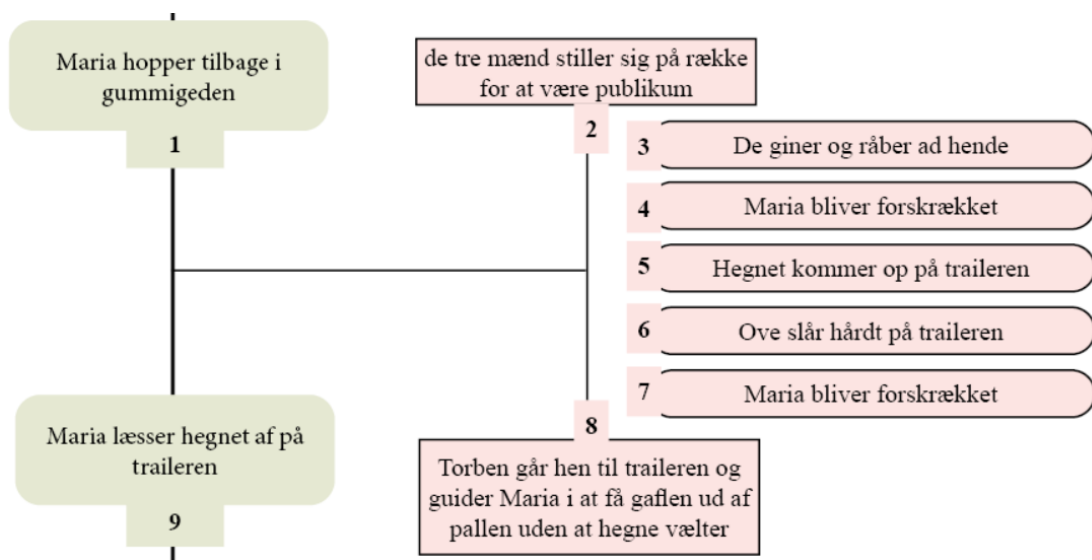 Maria hopper tilbage i
gummigeden
1
de tre mænd stiller sig på række
for at være publikum
2
3 De giner og råber ad hende
4 Maria bliver forskrækket
5 Hegnet kommer op på traileren
6 Ove slår hårdt på traileren
7 Maria bliver forskrækket
8
Torben går hen til traileren og
guider Maria i at få gaflen ud af
pallen uden at hegne vælter
Maria læsser hegnet af på
traileren
9